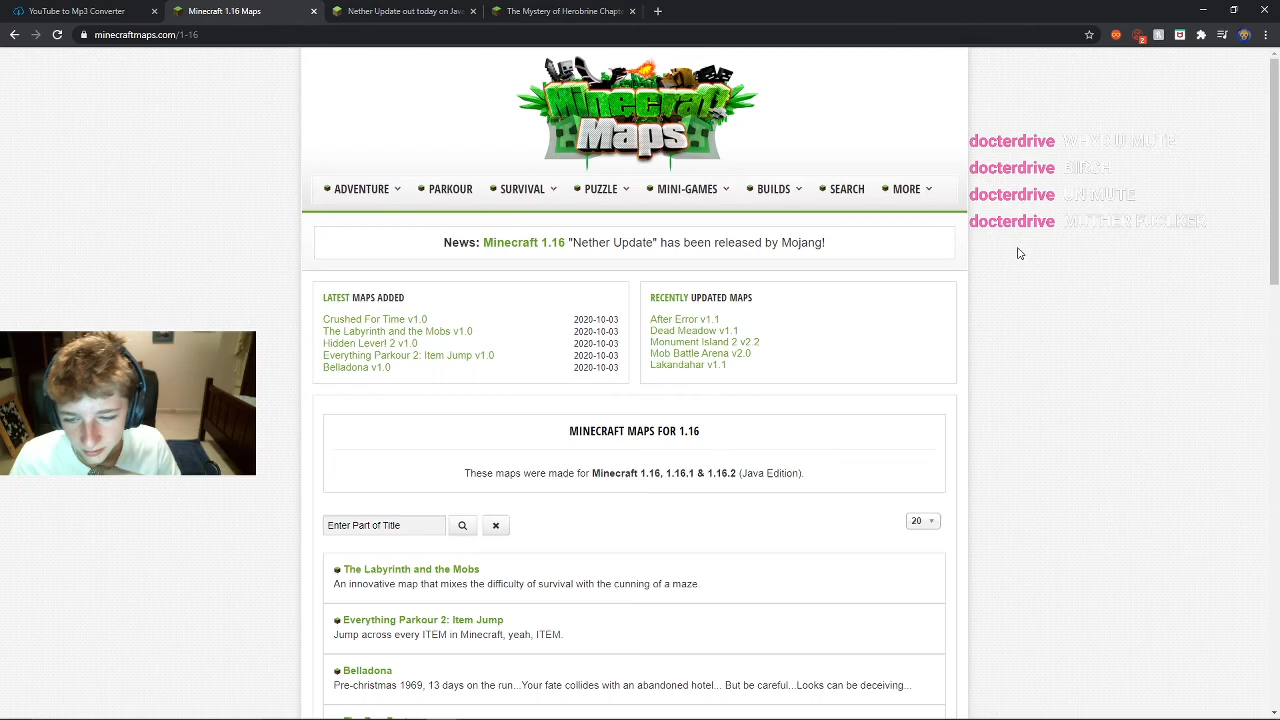 YouTube to Mp3 Converter
Minecraft 1.16 Maps
Nether Update out today on
The Mystery of Herobrine Chapt
minecraftmaps.com/1-16
Minecraft
Maps
ADVENTURE
PARKOUR
SURVIVAL
PUZZLE
MINI-GAMES
BUILDS
SEARCH
MORE
News: Minecraft 1.16 "Nether Update" has been released by Mojang!
LATEST MAPS ADDED
Crushed For Time v1.0 2020-10-03
The Labyrinth and the Mobs v1.0 2020-10-03
Hidden Lever! 2 v1.0 2020-10-03
Everything Parkour 2: Item Jump v1.0 2020-10-03
Belladona v1.0 2020-10-03
RECENTLY UPDATED MAPS
After Error v1.1
Dead Meadow v1.1
Monument Island 2 v2.2
Mob Battle Arena v2.0
Lakandahar v1.1
docterdrive WHY DU MUTE
docterdrive BIRCH
docterdrive UN MUTE
docterdrive MUTHER
MINECRAFT MAPS FOR 1.16
These maps were made for Minecraft 1.16, 1.16.1 & 1.16.2 (Java Edition).
Enter Part of Title
20
The Labyrinth and the Mobs
An innovative map that mixes the difficulty of survival with the cunning of a maze.
Everything Parkour 2: Item Jump
Jump across every ITEM in Minecraft, yeah, ITEM.
Belladona
Pre-christmas 1969, 13 days on the run...Your fate collides with an abandoned hotel... But be careful...Looks can be deceiving...